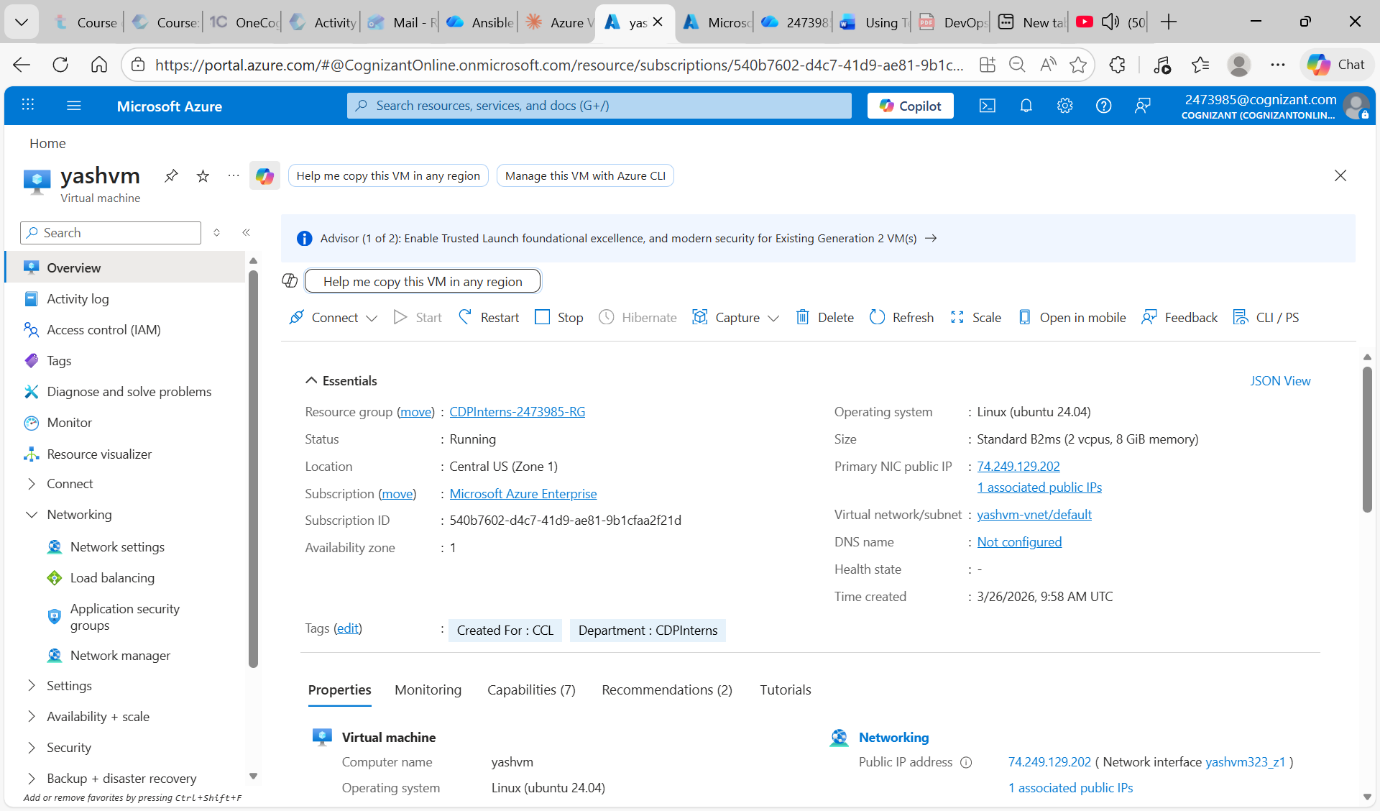 Course
Course:
1C OneCog
Activity
Mail - R
Ansible
Azure V
yas
Microso
2473985
Using T
DevOps
New tab
(50
https://portal.azure.com/#@CognizantOnline.onmicrosoft.com/resource/subscriptions/540b7602-d4c7-41d9-ae81-9b1c...
Chat
Microsoft Azure
Search resources, services, and docs (G+/)
Copilot
2473985@cognizant.com
COGNIZANT (COGNIZANTONLIN...
Home
yashvm
Virtual machine
Help me copy this VM in any region
Manage this VM with Azure CLI
Search
Advisor (1 of 2): Enable Trusted Launch foundational excellence, and modern security for Existing Generation 2 VM(s)
Help me copy this VM in any region
Connect Start Restart Stop Hibernate Capture Delete Refresh Scale Open in mobile Feedback CLI / PS
Overview
Activity log
Access control (IAM)
Tags
Diagnose and solve problems
Monitor
Resource visualizer
Connect
Networking
Network settings
Load balancing
Application security
groups
Network manager
Settings
Availability + scale
Security
Backup + disaster recovery
Add or remove favorites by pressing Ctrl+Shift+F
Essentials
JSON View
Resource group (move) : CDPInterns-2473985-RG
Status : Running
Location : Central US (Zone 1)
Subscription (move) : Microsoft Azure Enterprise
Subscription ID : 540b7602-d4c7-41d9-ae81-9b1cfaa2f21d
Availability zone : 1
Operating system : Linux (ubuntu 24.04)
Size : Standard B2ms (2 vcpus, 8 GiB memory)
Primary NIC public IP : 74.249.129.202
1 associated public IPs
Virtual network/subnet : yashvm-vnet/default
DNS name : Not configured
Health state : -
Time created : 3/26/2026, 9:58 AM UTC
Tags (edit) : Created For : CCL Department : CDPInterns
Properties Monitoring Capabilities (7) Recommendations (2) Tutorials
Virtual machine
Computer name yashvm
Operating system Linux (ubuntu 24.04)
Networking
Public IP address 74.249.129.202 ( Network interface yashvm323_z1 )
1 associated public IPs